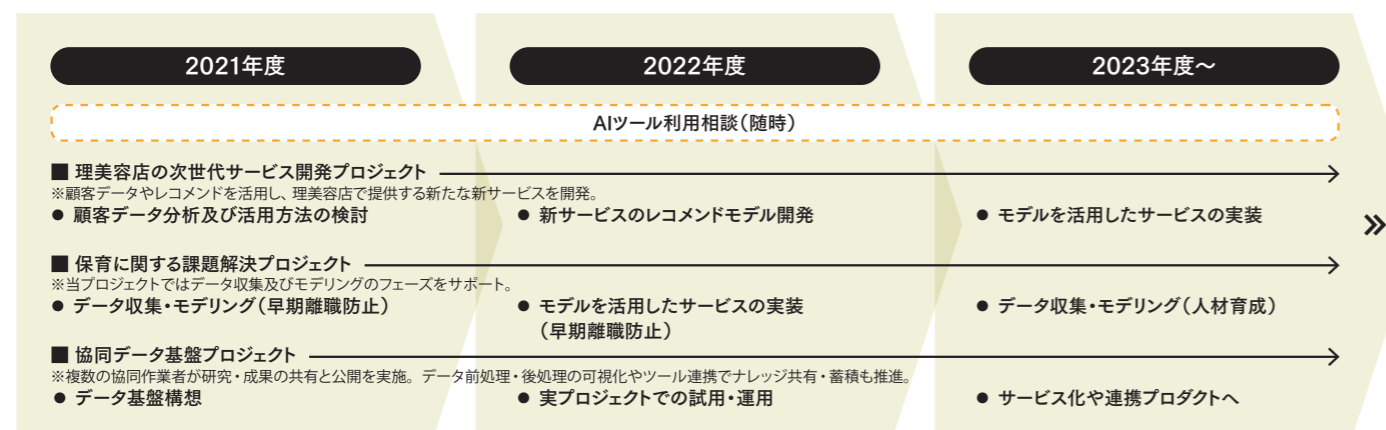 2021年度
2022年度
2023年度～
AIツール利用相談（随時）
■ 理美容店の次世代サービス開発プロジェクト
※顧客データやレコメンドを活用し、理美容店で提供する新たな新サービスを開発。
● 顧客データ分析及び活用方法の検討
● 新サービスのレコメンドモデル開発
● モデルを活用したサービスの実装
■ 保育に関する課題解決プロジェクト
※当プロジェクトではデータ収集及びモデリングのフェーズをサポート。
● データ収集・モデリング（早期離職防止）
● モデルを活用したサービスの実装
（早期離職防止）
● データ収集・モデリング（人材育成）
■ 協同データ基盤プロジェクト
※複数の協同作業者が研究・成果の共有と公開を実施。データ前処理・後処理の可視化やツール連携でナレッジ共有・蓄積も推進。
● データ基盤構想
● 実プロジェクトでの試用・運用
● サービス化や連携プロダクトへ